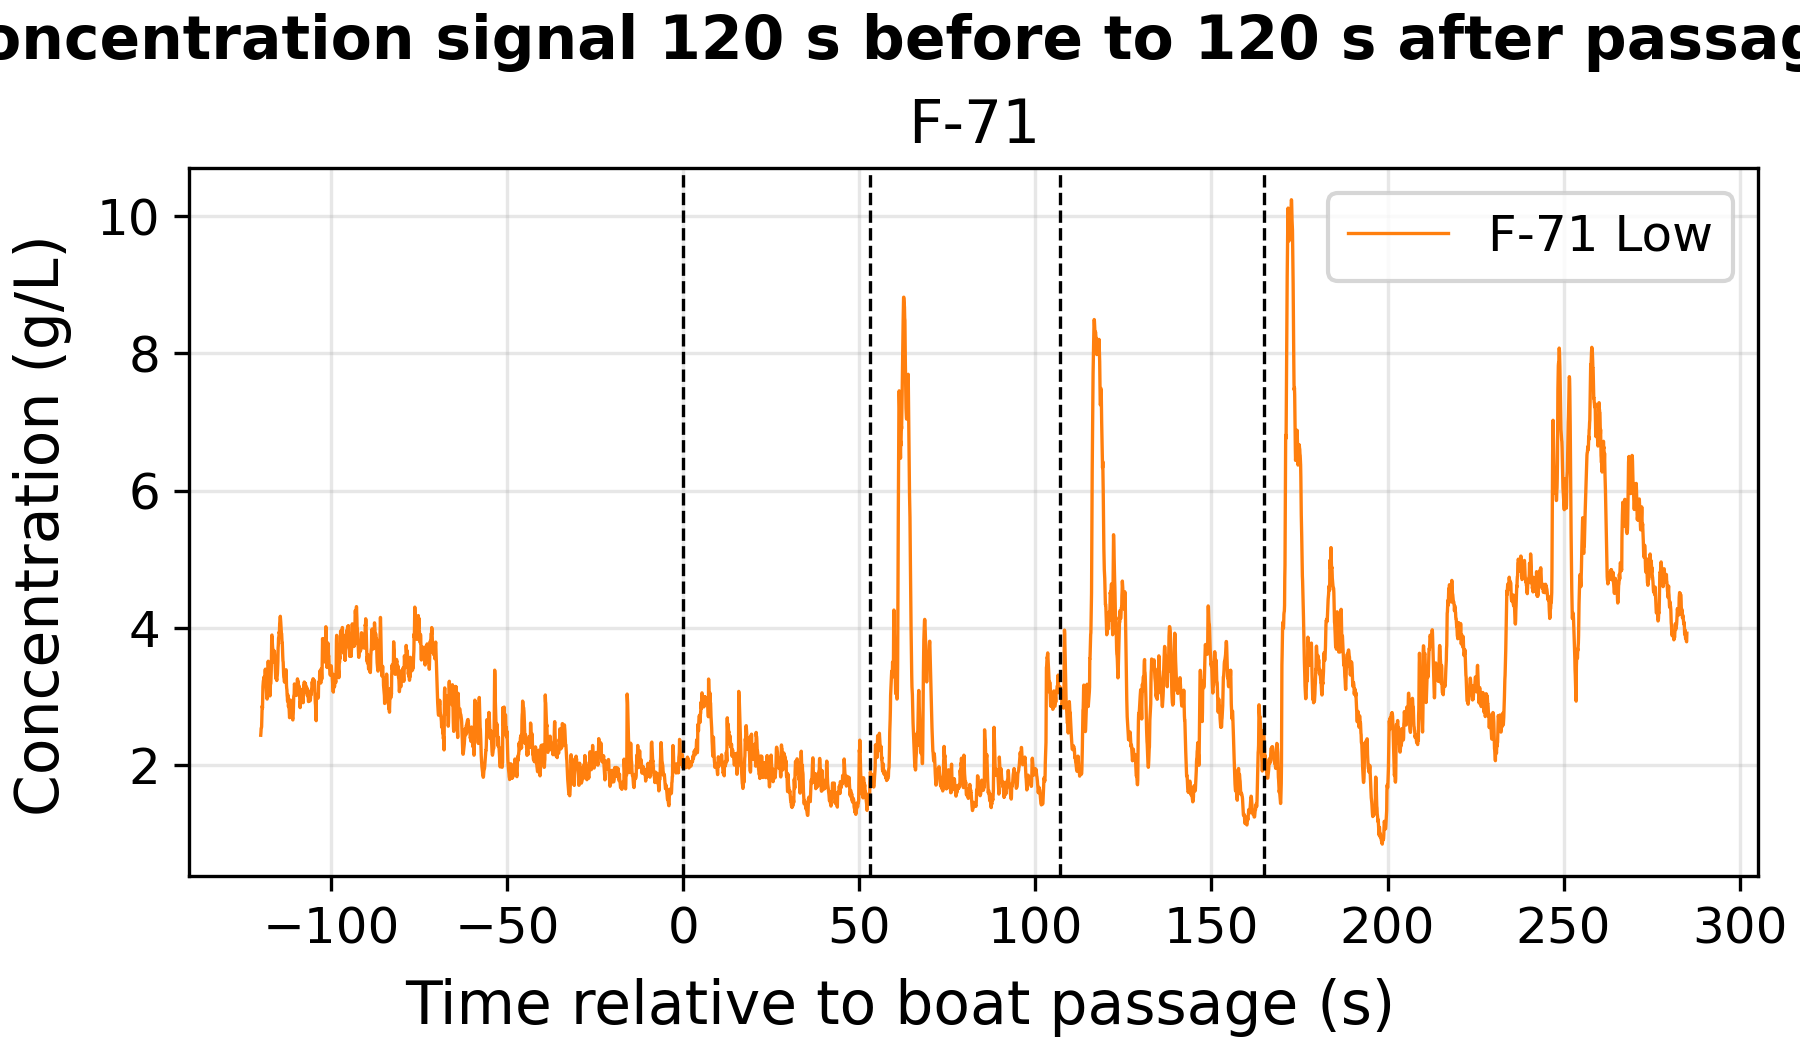 oncentration signal 120 s before to 120 s after passag
F-71
Concentration (g/L)
10
8
6
4
2
F-71 Low
−100 −50 0 50 100 150 200 250 300
Time relative to boat passage (s)